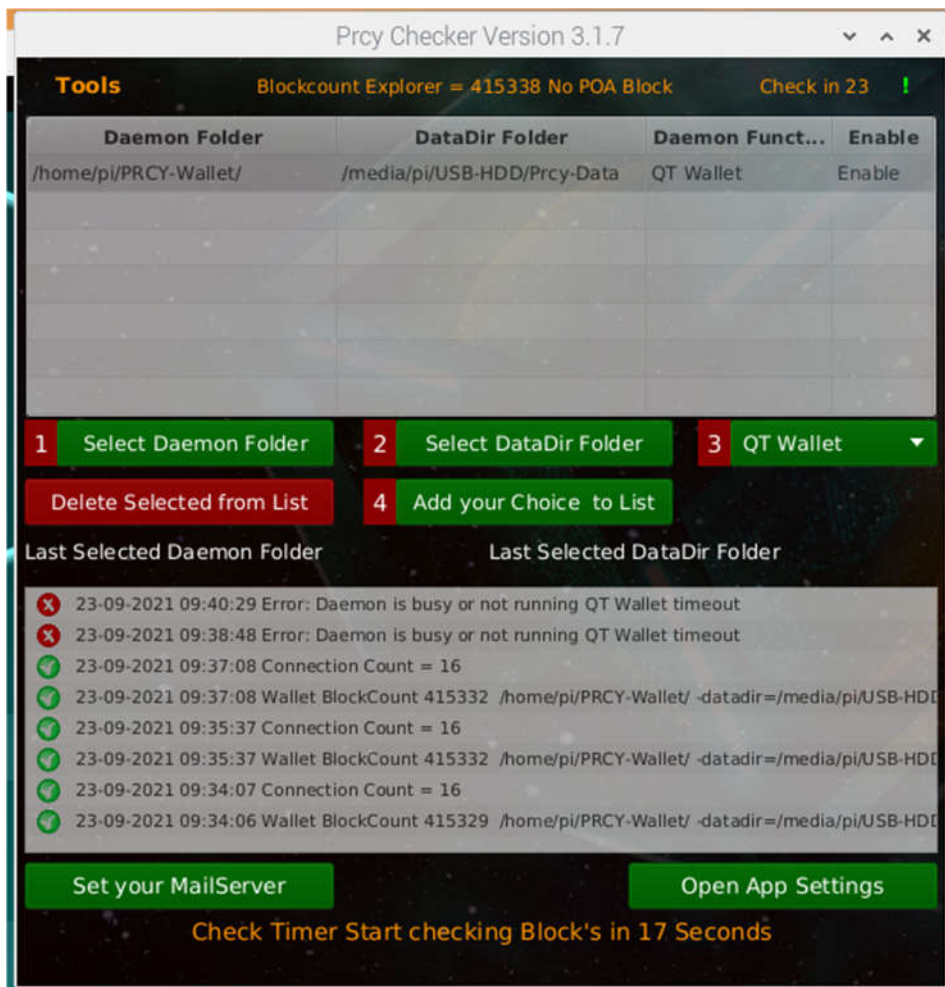 Prcy Checker Version 3.1.7
Tools Blockcount Explorer = 415338 No POA Block Check in 23 !
Daemon Folder DataDir Folder Daemon Funct... Enable
/home/pi/PRCY-Wallet/ /media/pi/USB-HDD/Prcy-Data QT Wallet Enable
1 Select Daemon Folder 2 Select DataDir Folder 3 QT Wallet
Delete Selected from List 4 Add your Choice to List
Last Selected Daemon Folder Last Selected DataDir Folder
23-09-2021 09:40:29 Error: Daemon is busy or not running QT Wallet timeout
23-09-2021 09:38:48 Error: Daemon is busy or not running QT Wallet timeout
23-09-2021 09:37:08 Connection Count = 16
23-09-2021 09:37:08 Wallet BlockCount 415332 /home/pi/PRCY-Wallet/ -datadir=/media/pi/USB-HDD
23-09-2021 09:35:37 Connection Count = 16
23-09-2021 09:35:37 Wallet BlockCount 415332 /home/pi/PRCY-Wallet/ -datadir=/media/pi/USB-HDD
23-09-2021 09:34:07 Connection Count = 16
23-09-2021 09:34:06 Wallet BlockCount 415329 /home/pi/PRCY-Wallet/ -datadir=/media/pi/USB-HDD
Set your MailServer Open App Settings
Check Timer Start checking Block's in 17 Seconds